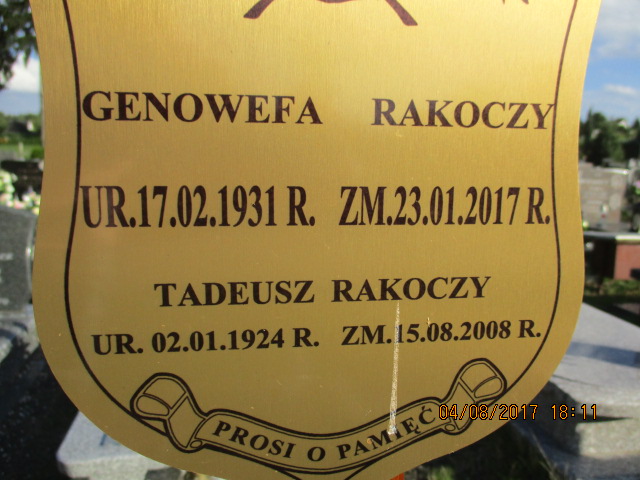 GENOWEFA RAKOCZY
UR.17.02.1931 R. ZM.23.01.2017 R.
TADEUSZ RAKOCZY
UR. 02.01.1924 R. ZM.15.08.2008 R.
PROSI O PAMIĘĆ
04/08/2017 18:11